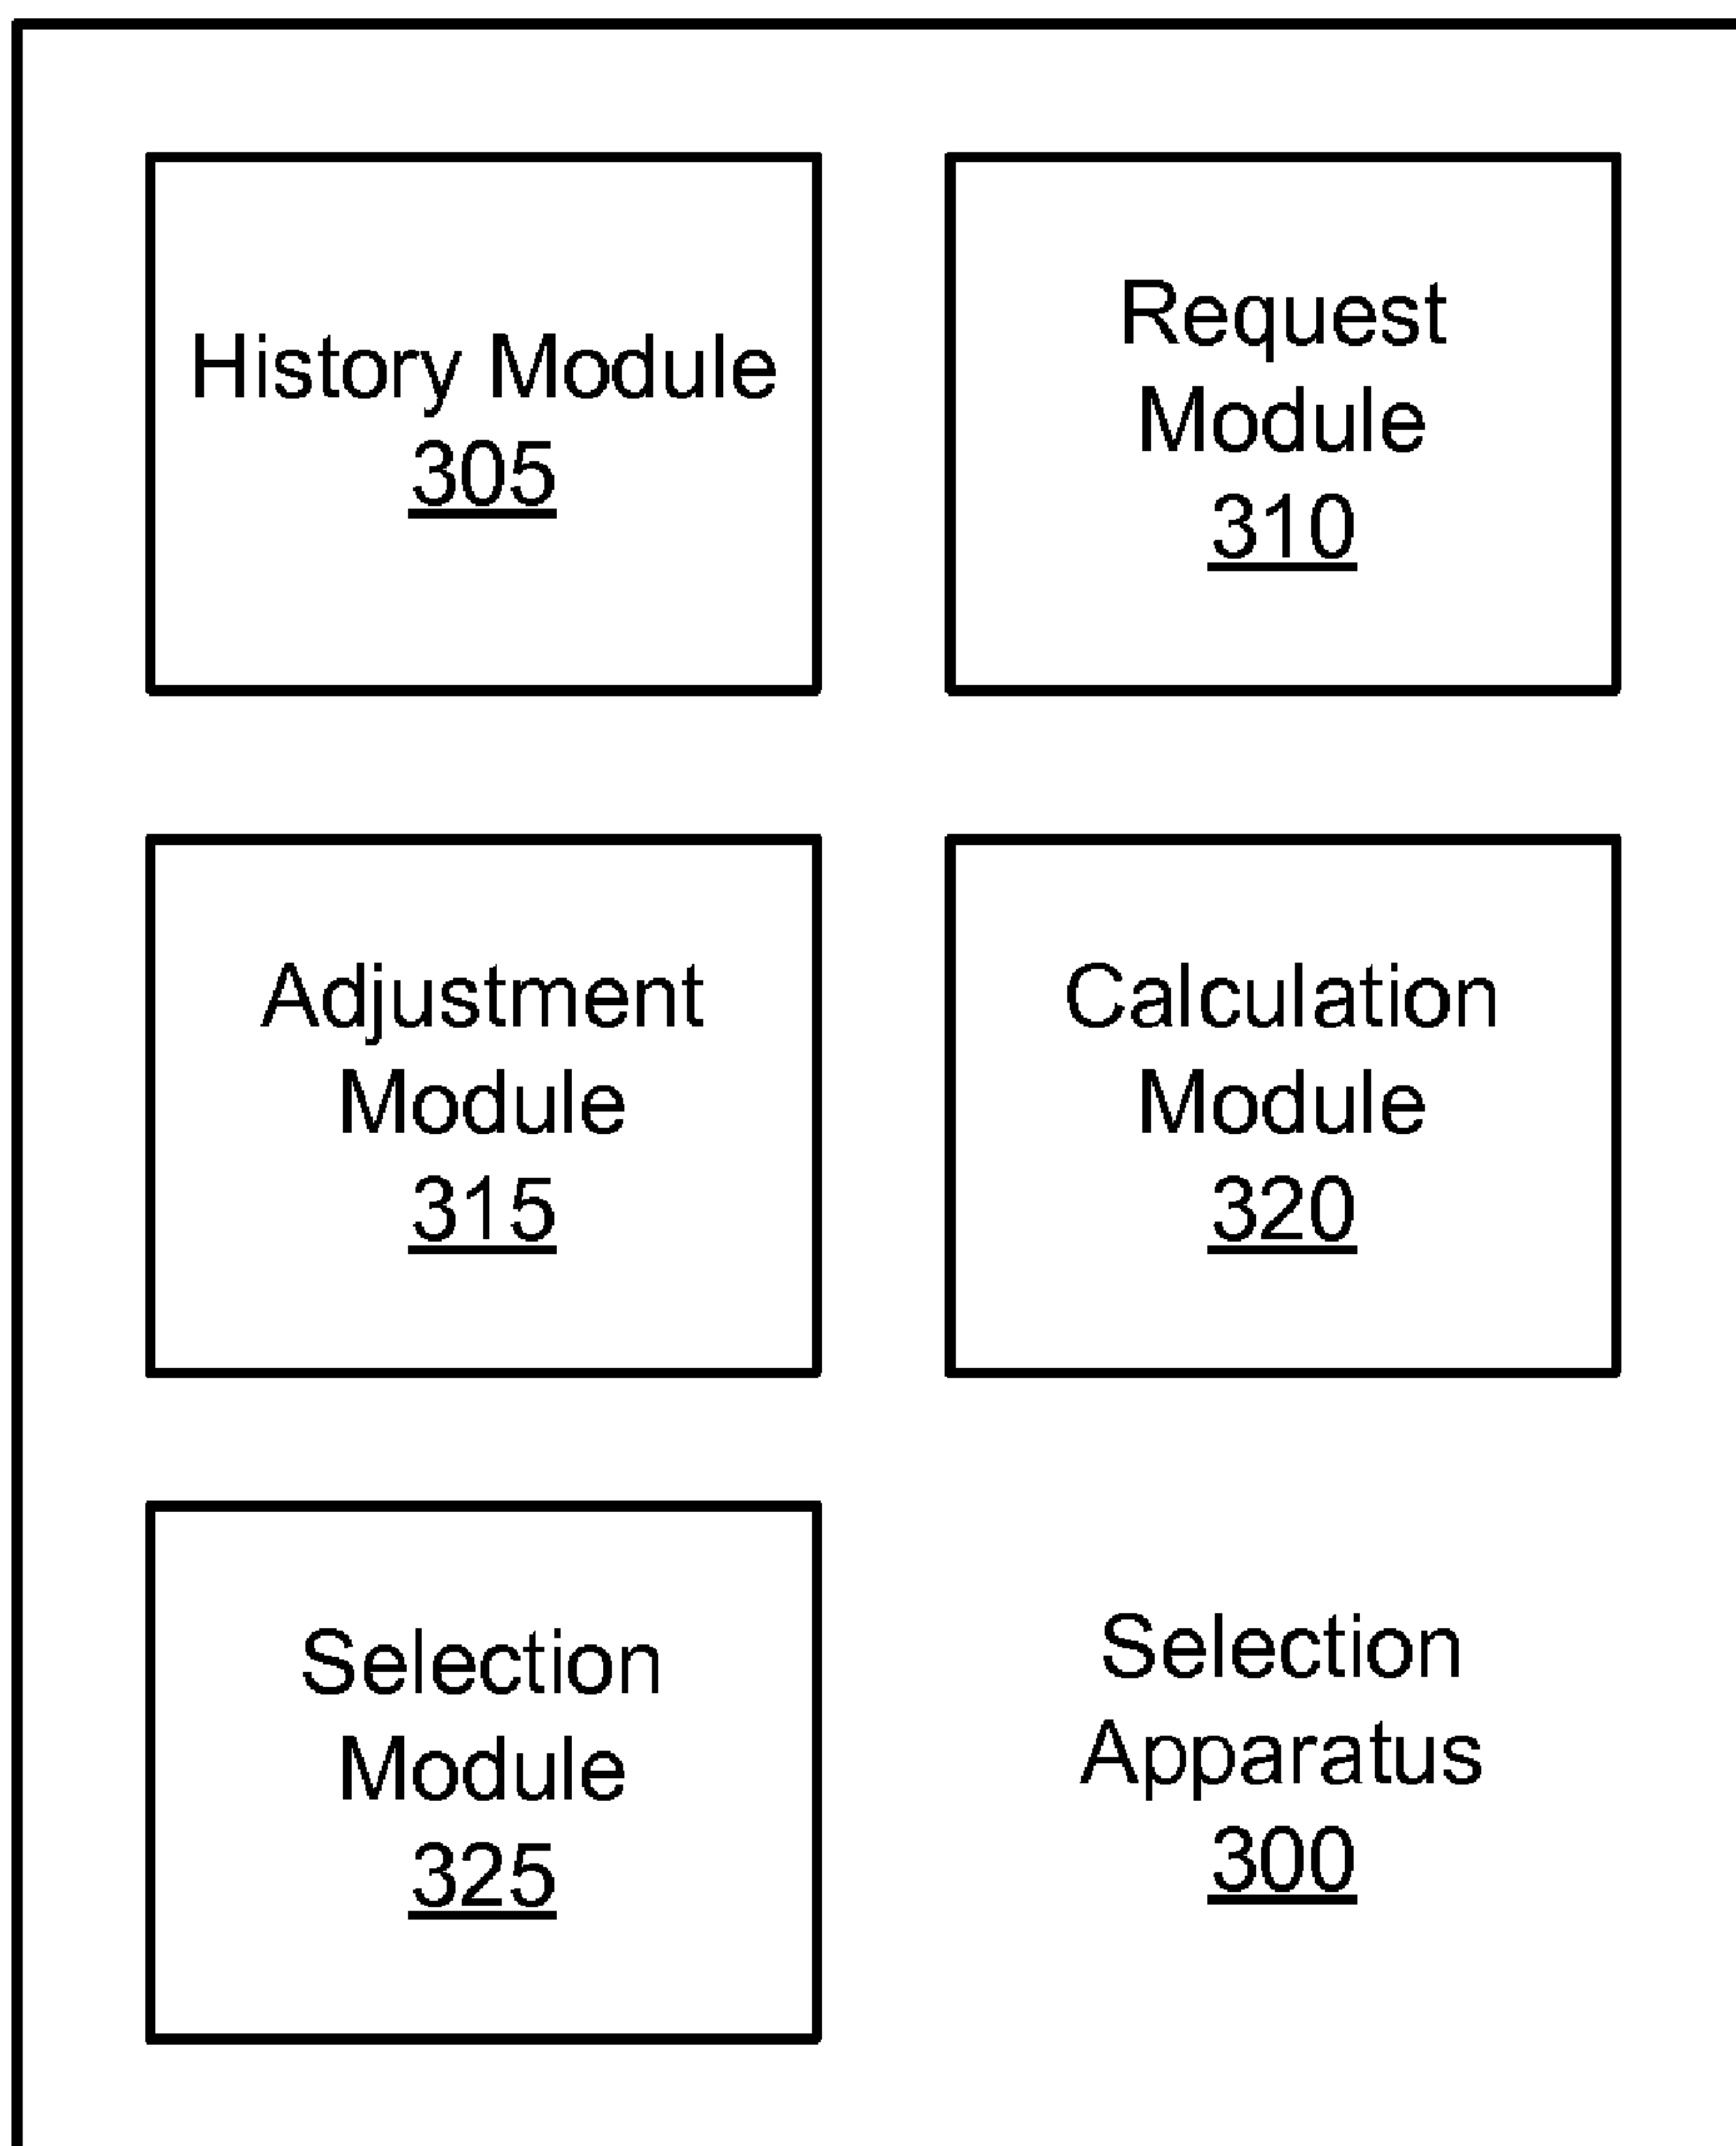 History Module
305
Request
Module
310
Adjustment
Module
315
Calculation
Module
320
Selection
Module
325
Selection
Apparatus
300